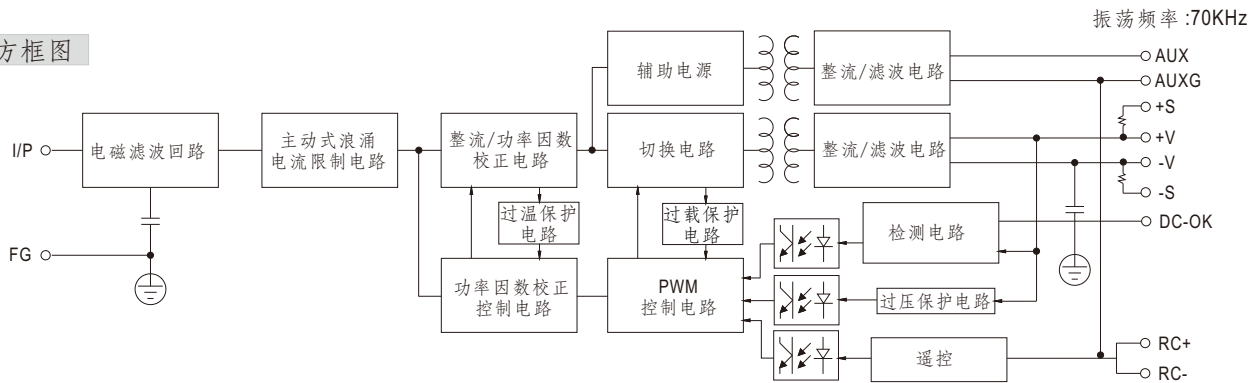 振荡频率 :70KHz
方框图
辅助电源
整流/滤波电路
AUX
AUXG
+S
I/P
电磁滤波回路
主动式浪涌
电流限制电路
整流/功率因数
校正电路
切换电路
整流/滤波电路
+V
-V
-S
过温保护
电路
过载保护
电路
检测电路
DC-OK
FG
功率因数校正
控制电路
PWM
控制电路
过压保护电路
遥控
RC+
RC-